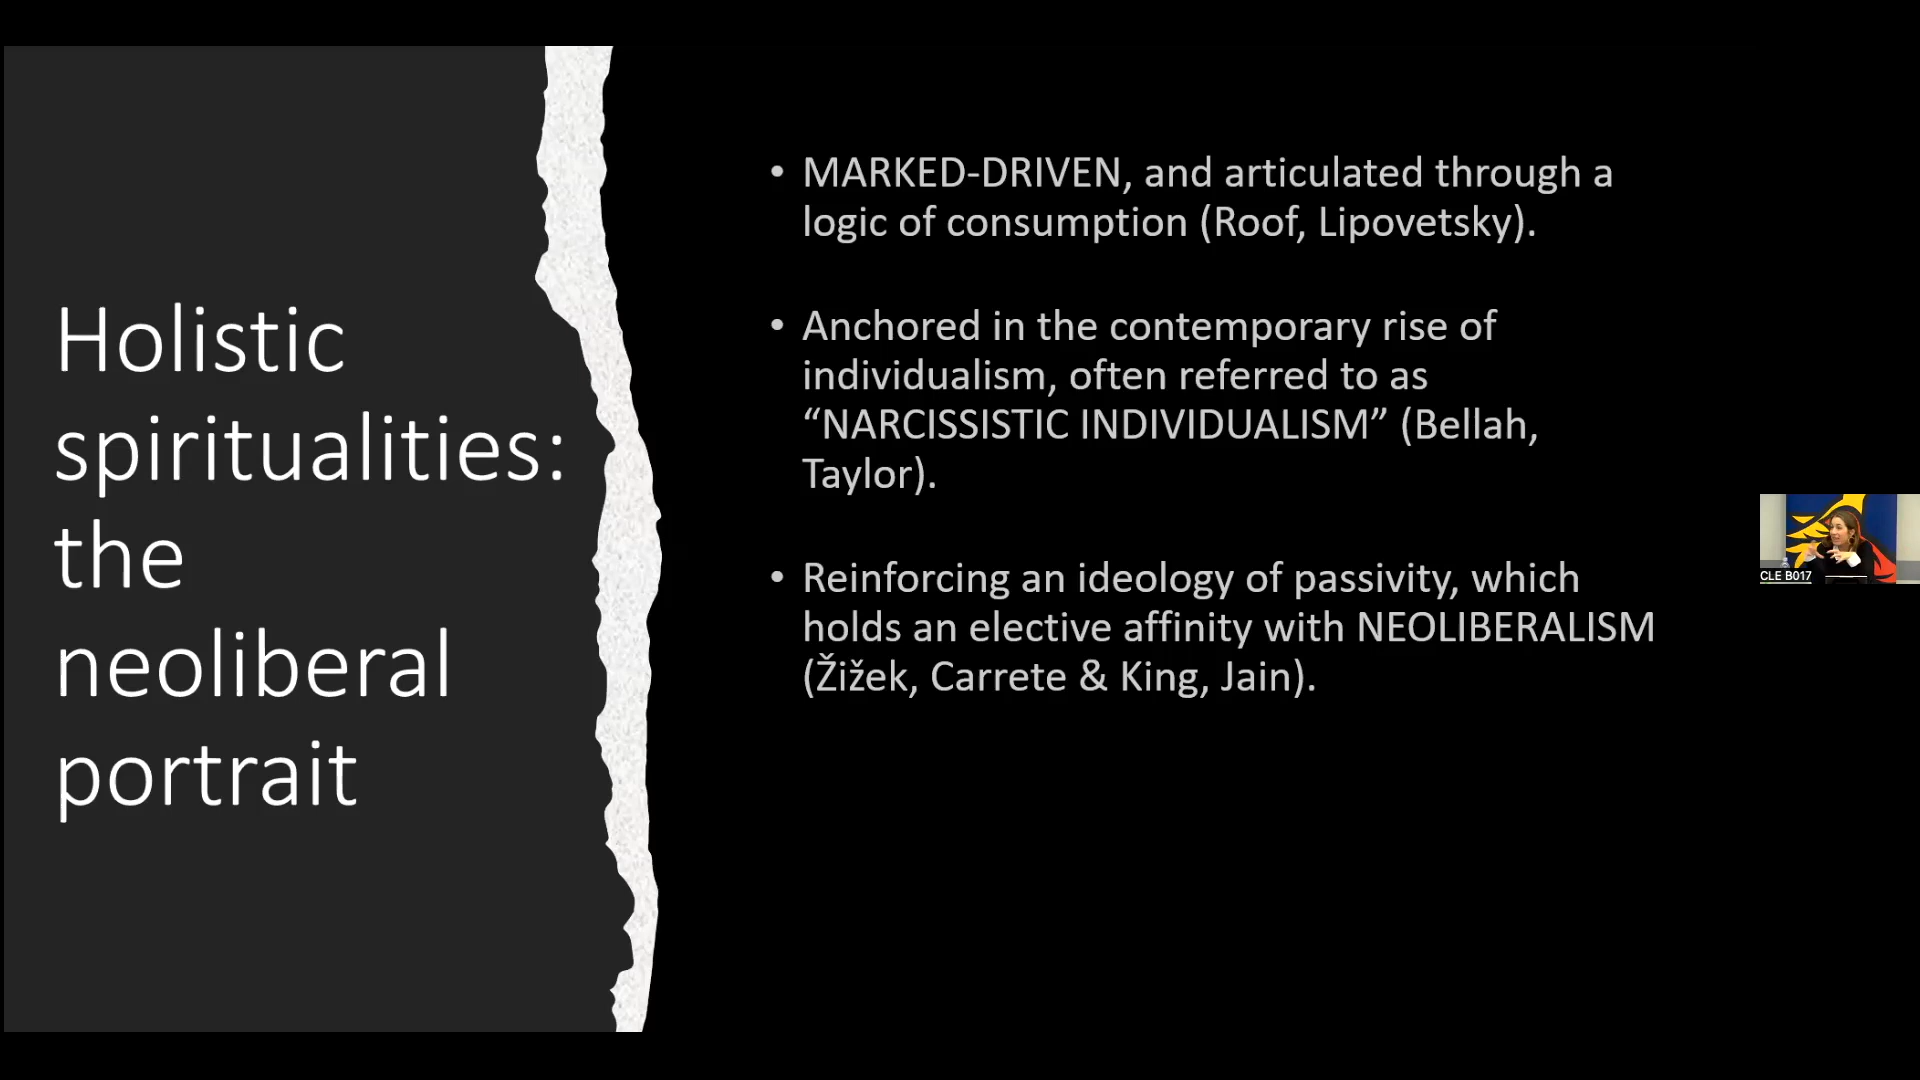 Holistic
spiritualities:
the
neoliberal
portrait
• MARKED-DRIVEN, and articulated through a
logic of consumption (Roof, Lipovetsky).
• Anchored in the contemporary rise of
individualism, often referred to as
“NARCISSISTIC INDIVIDUALISM” (Bellah,
Taylor).
• Reinforcing an ideology of passivity, which
holds an elective affinity with NEOLIBERALISM
(Žižek, Carrete & King, Jain).
CLE B017